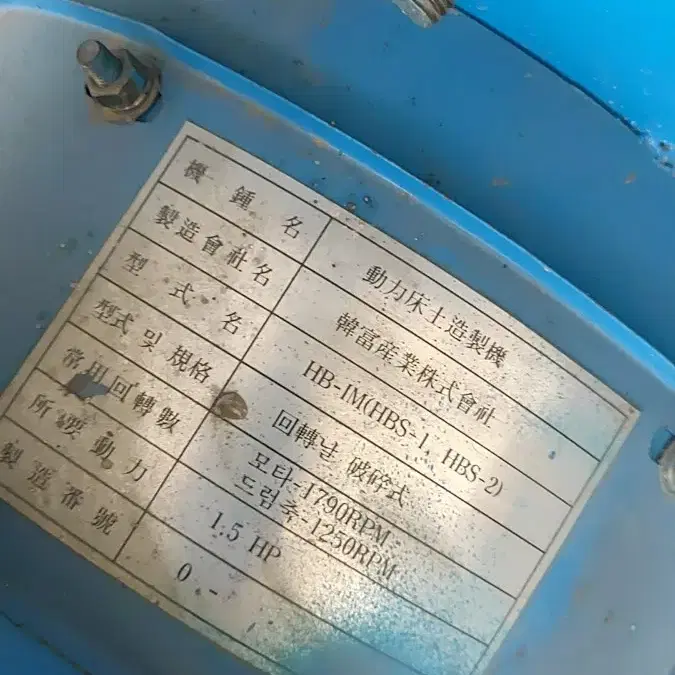 機鍾名 動力床土造製機
製造會社名 韓富産業株式會社
型式名 HB-1M(HBS-1, HBS-2)
型式 및 規格 回轉날 破碎式
常用回轉數 모타-1790RPM
드럼축-1250RPM
所要動力 1.5 HP
製造番號 0 -